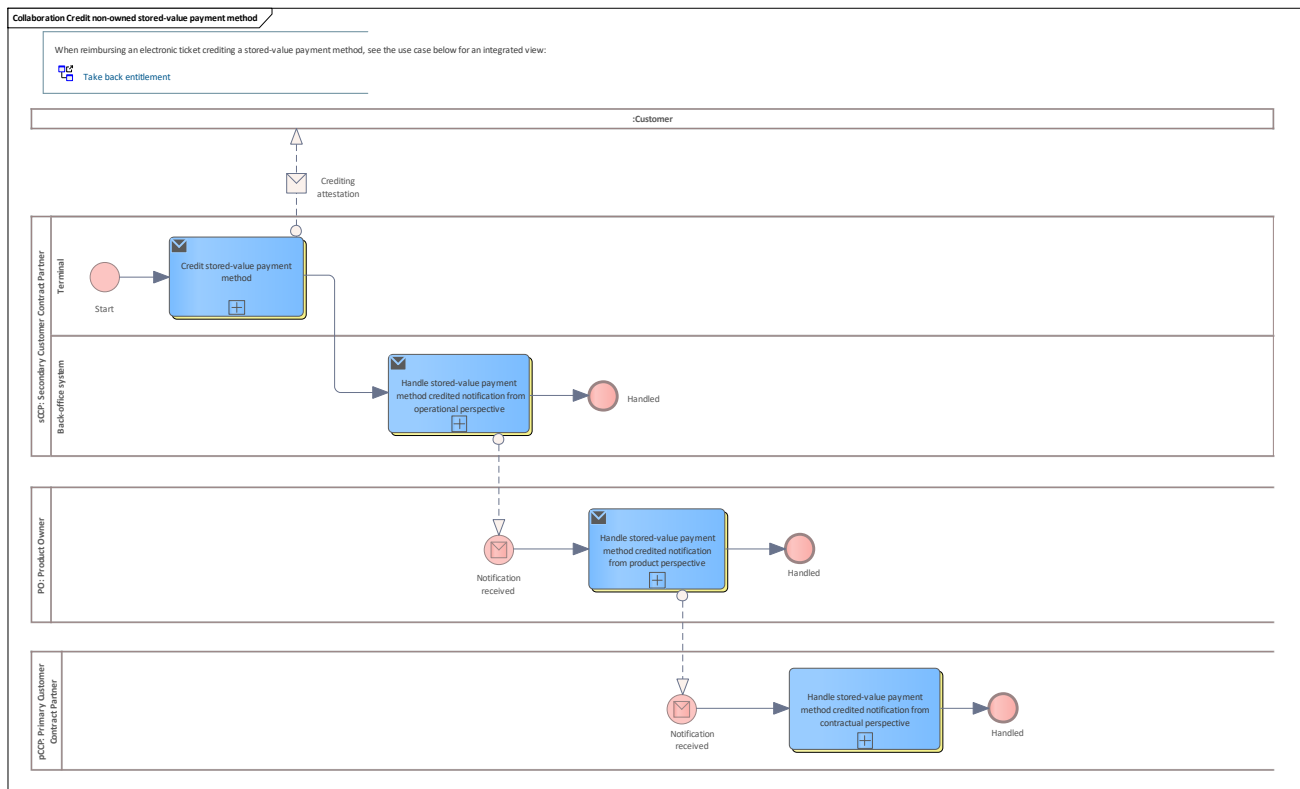 Collaboration Credit non-owned stored-value payment method
When reimbursing an electronic ticket crediting a stored-value payment method, see the use case below for an integrated view:
Take back entitlement
:Customer
Crediting
attestation
sCCP: Secondary Customer Contract Partner
Terminal
Start
Credit stored-value payment
method
Back-office system
Handle stored-value payment
method credited notification from
operational perspective
Handled
PO: Product Owner
Notification
received
Handle stored-value payment
method credited notification
from product perspective
Handled
pCCP: Primary Customer
Contract Partner
Notification
received
Handle stored-value payment
method credited notification from
contractual perspective
Handled